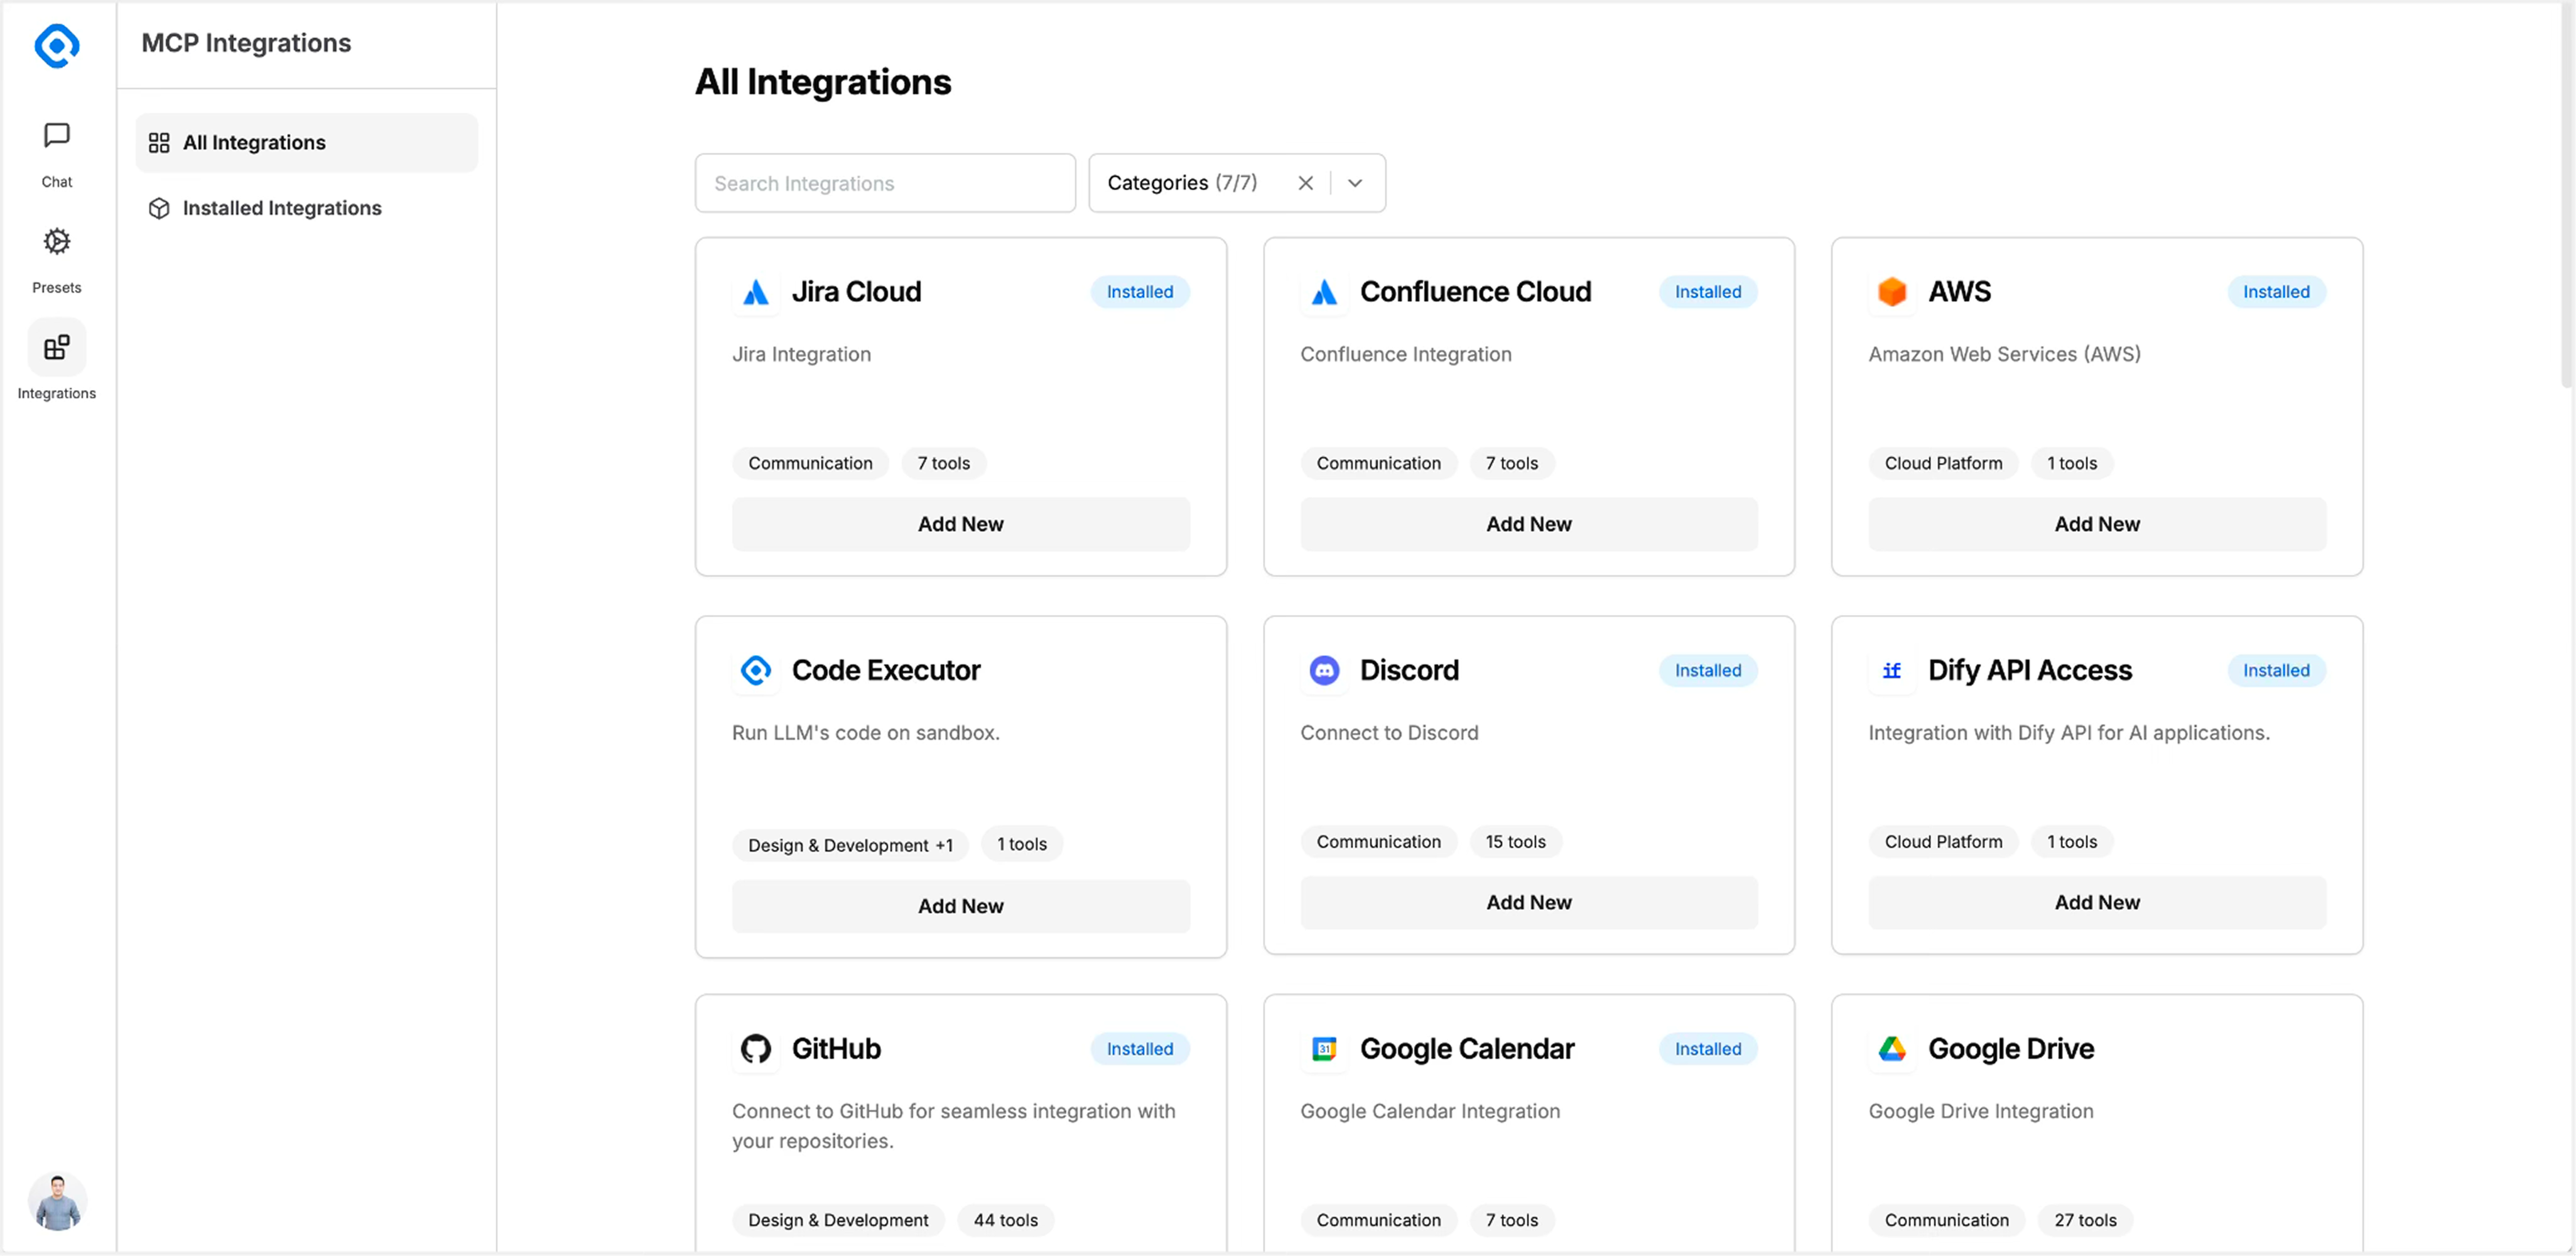 MCP Integrations
All Integrations
Installed Integrations
Chat
Presets
Integrations
All Integrations
Search Integrations
Categories (7/7)
Jira Cloud
Installed
Jira Integration
Communication
7 tools
Add New
Confluence Cloud
Installed
Confluence Integration
Communication
7 tools
Add New
AWS
Installed
Amazon Web Services (AWS)
Cloud Platform
1 tools
Add New
Code Executor
Run LLM's code on sandbox.
Design & Development +1
1 tools
Add New
Discord
Installed
Connect to Discord
Communication
15 tools
Add New
if
Dify API Access
Installed
Integration with Dify API for AI applications.
Cloud Platform
1 tools
Add New
GitHub
Installed
Connect to GitHub for seamless integration with
your repositories.
Design & Development
44 tools
31
Google Calendar
Installed
Google Calendar Integration
Communication
7 tools
Google Drive
Google Drive Integration
Communication
27 tools